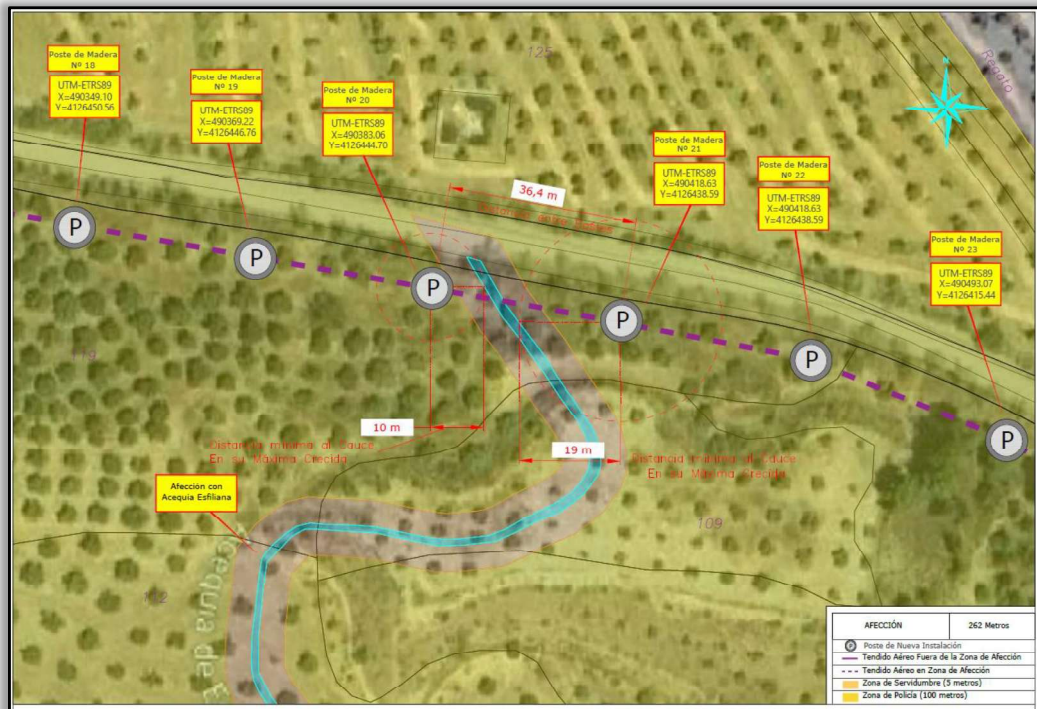 Poste de Madera
Nº 18
UTM-ETRS89
X=490349.10
Y=4126450.56
Poste de Madera
Nº 19
UTM-ETRS89
X=490369.22
Y=4126446.76
Poste de Madera
Nº 20
UTM-ETRS89
X=490383.06
Y=4126444.70
125
Regato
N
Poste de Madera
Nº 21
UTM-ETRS89
X=490418.63
Y=4126438.59
Poste de Madera
Nº 22
UTM-ETRS89
X=490418.63
Y=4126438.59
Poste de Madera
Nº 23
UTM-ETRS89
X=490493.07
Y=4126415.44
36,4 m
Distancia entre Postes
P
P
P
P
P
P
119
10 m
Distancia mínima al Cauce
En su Máxima Crecida
19 m
Distancia mínima al Cauce
En su Máxima Crecida
Afección con
Acequia Esfiliana
109
112
Acequia de
AFECCIÓN
262 Metros
P
Poste de Nueva Instalación
Tendido Aéreo Fuera de la Zona de Afección
Tendido Aéreo en Zona de Afección
Zona de Servidumbre (5 metros)
Zona de Policía (100 metros)